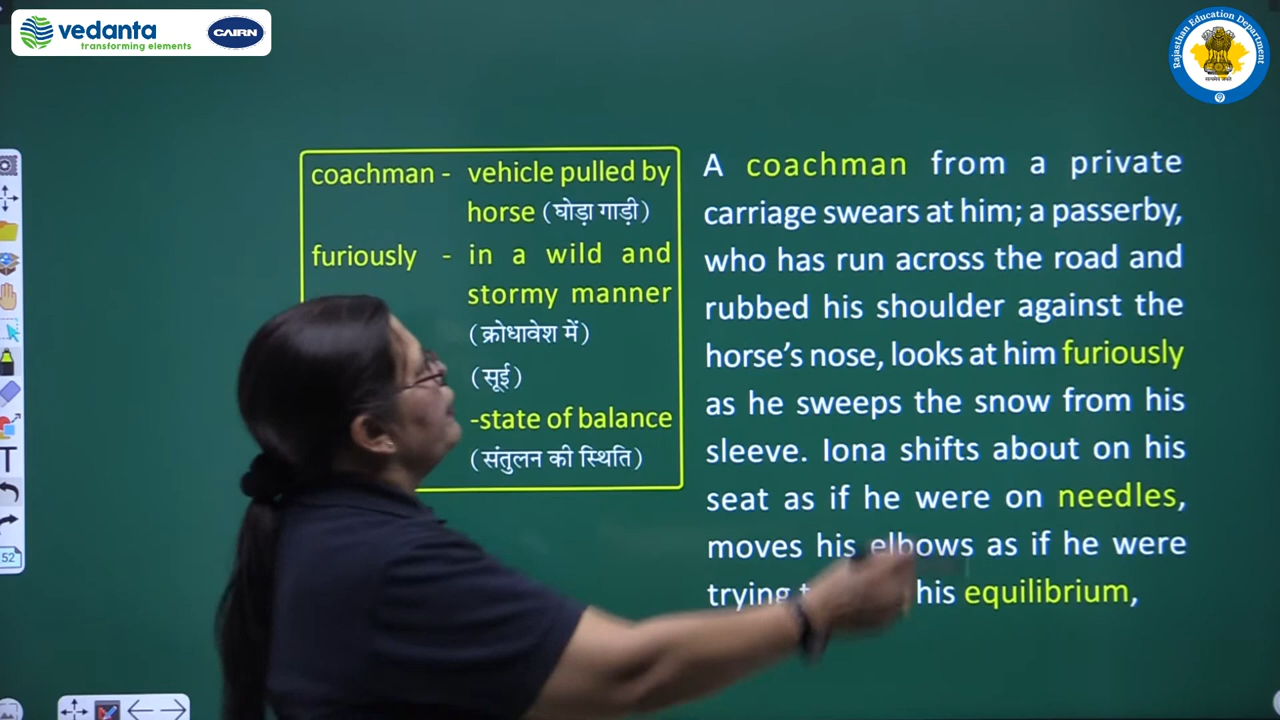 vedanta
transforming elements
CAIRN
Rajasthan Education Department
coachman - vehicle pulled by
horse (घोड़ा गाड़ी)
furiously - in a wild and
stormy manner
(क्रोधावेश में)
(सूई)
-state of balance
(संतुलन की स्थिति)
A coachman from a private
carriage swears at him; a passerby,
who has run across the road and
rubbed his shoulder against the
horse's nose, looks at him furiously
as he sweeps the snow from his
sleeve. Iona shifts about on his
seat as if he were on needles,
moves his elbows as if he were
trying his equilibrium,
52